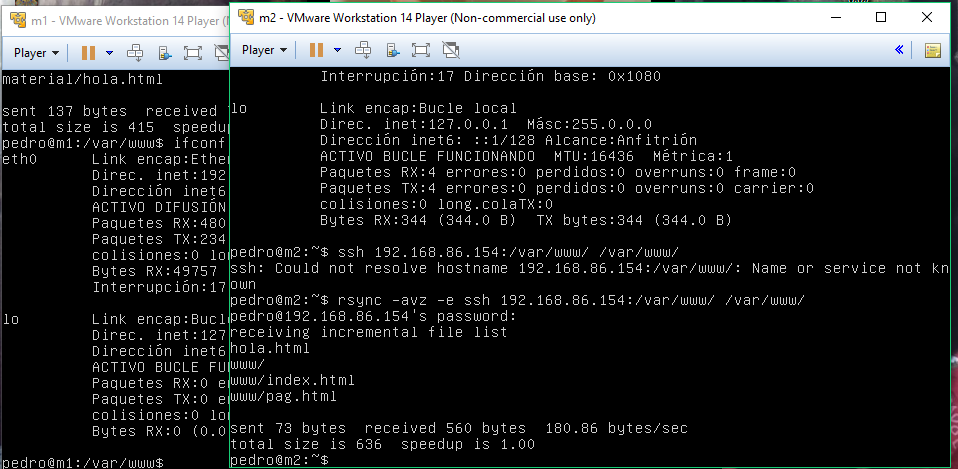 m1 - VMware Workstation 14 Player (N
Player
material/hola.html
sent 137 bytes received
total size is 415 speedup
pedro@m1:/var/www$ ifconf
eth0 Link encap:Ether
Direc. inet:192
Dirección inet6
ACTIVO DIFUSIÓN
Paquetes RX:480
Paquetes TX:234
colisiones:0 lon
Bytes RX:49757
Interrupción:17
lo Link encap:Bucl
Direc. inet:127
Dirección inet6
ACTIVO BUCLE FU
Paquetes RX:0 er
Paquetes TX:0 er
colisiones:0 lon
Bytes RX:0 (0.0
pedro@m1:/var/www$
m2 - VMware Workstation 14 Player (Non-commercial use only)
Player
Interrupción:17 Dirección base: 0x1080
lo Link encap:Bucle local
Direc. inet:127.0.0.1 Másc:255.0.0.0
Dirección inet6: ::1/128 Alcance:Anfitrión
ACTIVO BUCLE FUNCIONANDO MTU:16436 Métrica:1
Paquetes RX:4 errores:0 perdidos:0 overruns:0 frame:0
Paquetes TX:4 errores:0 perdidos:0 overruns:0 carrier:0
colisiones:0 long.colaTX:0
Bytes RX:344 (344.0 B) TX bytes:344 (344.0 B)
pedro@m2:~$ ssh 192.168.86.154:/var/www/ /var/www/
ssh: Could not resolve hostname 192.168.86.154:/var/www/: Name or service not kn
own
pedro@m2:~$ rsync -avz -e ssh 192.168.86.154:/var/www/ /var/www/
pedro@192.168.86.154's password:
receiving incremental file list
hola.html
www/
www/index.html
www/pag.html
sent 73 bytes received 560 bytes 180.86 bytes/sec
total size is 636 speedup is 1.00
pedro@m2:~$